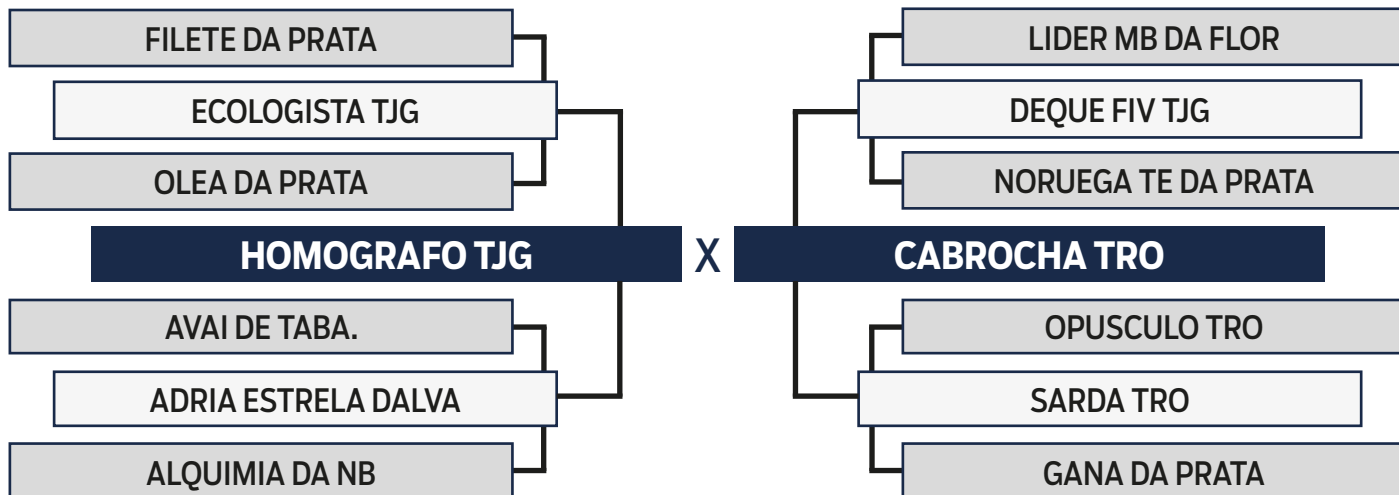 FILETE DA PRATA
ECOLOGISTA TJG
OLEA DA PRATA
HOMOGRAFO TJG
AVAI DE TABA.
ADRIA ESTRELA DALVA
ALQUIMIA DA NB
X
LIDER MB DA FLOR
DEQUE FIV TJG
NORUEGA TE DA PRATA
CABROCHA TRO
OPUSCULO TRO
SARDA TRO
GANA DA PRATA